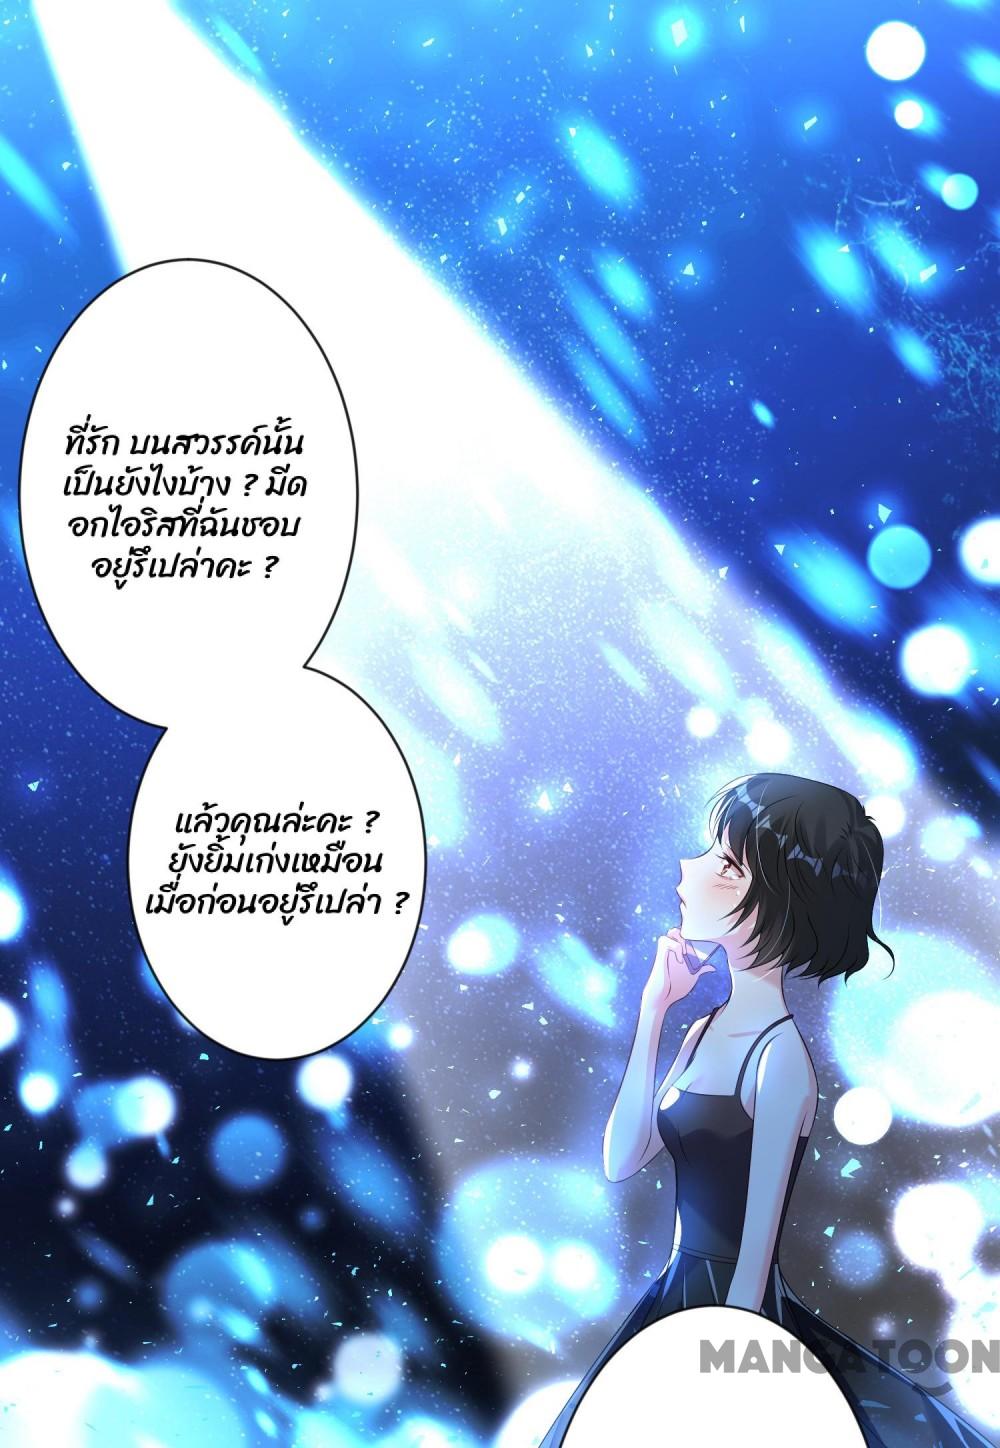 ที่รัก บนสวรรค์นั้น
เป็นยังไงบ้าง ? มีด
อกไอริสที่ฉันชอบ
อยู่รึเปล่าคะ ?
แล้วคุณล่ะคะ ?
ยังยิ้มเก่งเหมือน
เมื่อก่อนอยู่รึเปล่า ?
MANGATOON